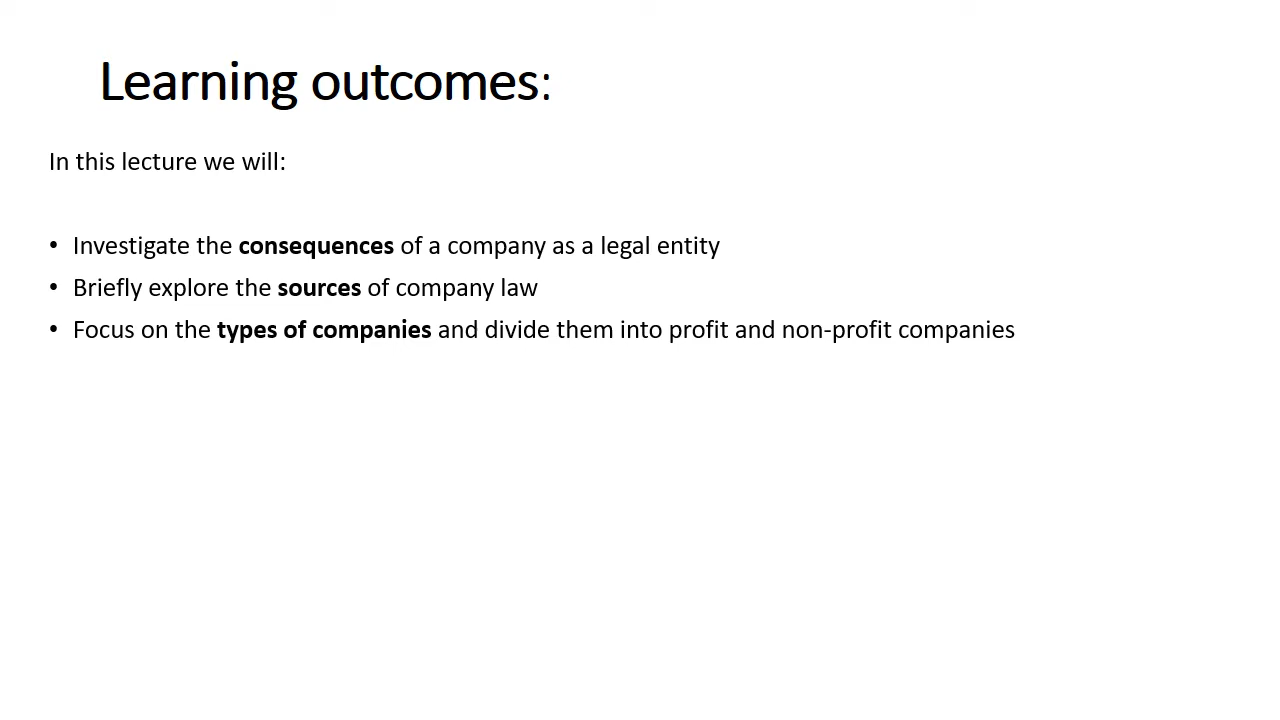 Learning outcomes:
In this lecture we will:
• Investigate the consequences of a company as a legal entity
• Briefly explore the sources of company law
• Focus on the types of companies and divide them into profit and non-profit companies